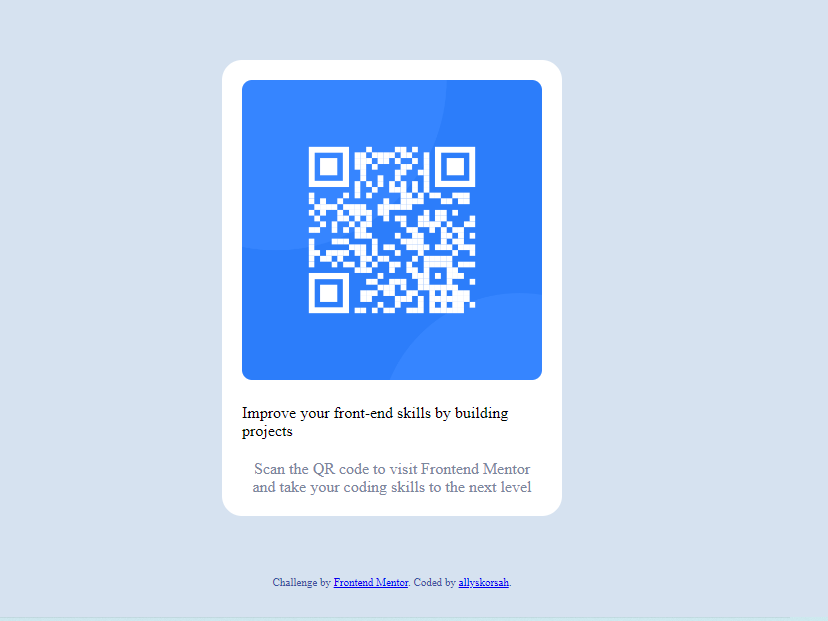 Improve your front-end skills by building
projects
Scan the QR code to visit Frontend Mentor
and take your coding skills to the next level
Challenge by Frontend Mentor. Coded by allyskorsah.